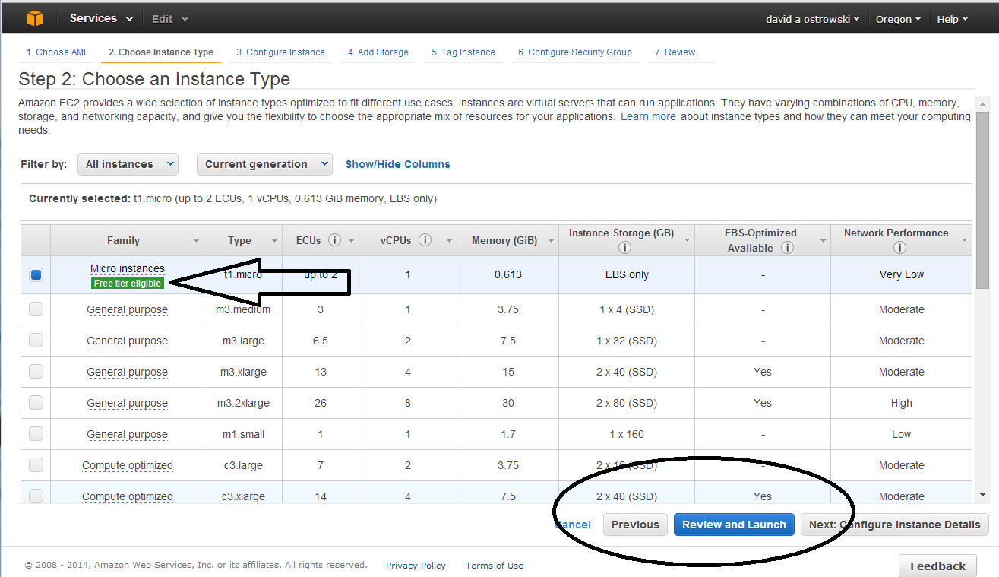 Services Edit david a ostrowski Oregon Help
1. Choose AMI 2. Choose Instance Type 3. Configure Instance 4. Add Storage 5. Tag Instance 6. Configure Security Group 7. Review
Step 2: Choose an Instance Type
Amazon EC2 provides a wide selection of instance types optimized to fit different use cases. Instances are virtual servers that can run applications. They have varying combinations of CPU, memory,
storage, and networking capacity, and give you the flexibility to choose the appropriate mix of resources for your applications. Learn more about instance types and how they can meet your computing
needs.
Filter by: All instances Current generation Show/Hide Columns
Currently selected: t1.micro (up to 2 ECUs, 1 vCPUs, 0.613 GiB memory, EBS only)
Family Type ECUs i vCPUs i Memory (GiB) Instance Storage (GB) i EBS-Optimized Available i Network Performance i
Micro instances t1.micro up to 2 1 0.613 EBS only - Very Low
Free tier eligible
General purpose m3.medium 3 1 3.75 1 x 4 (SSD) - Moderate
General purpose m3.large 6.5 2 7.5 1 x 32 (SSD) - Moderate
General purpose m3.xlarge 13 4 15 2 x 40 (SSD) Yes Moderate
General purpose m3.2xlarge 26 8 30 2 x 80 (SSD) Yes High
General purpose m1.small 1 1 1.7 1 x 160 - Low
Compute optimized c3.large 7 2 3.75 2 x 16 (SSD) - Moderate
Compute optimized c3.xlarge 14 4 7.5 2 x 40 (SSD) Yes Moderate
Cancel Previous Review and Launch Next: Configure Instance Details
© 2008 - 2014, Amazon Web Services, Inc. or its affiliates. All rights reserved. Privacy Policy Terms of Use Feedback